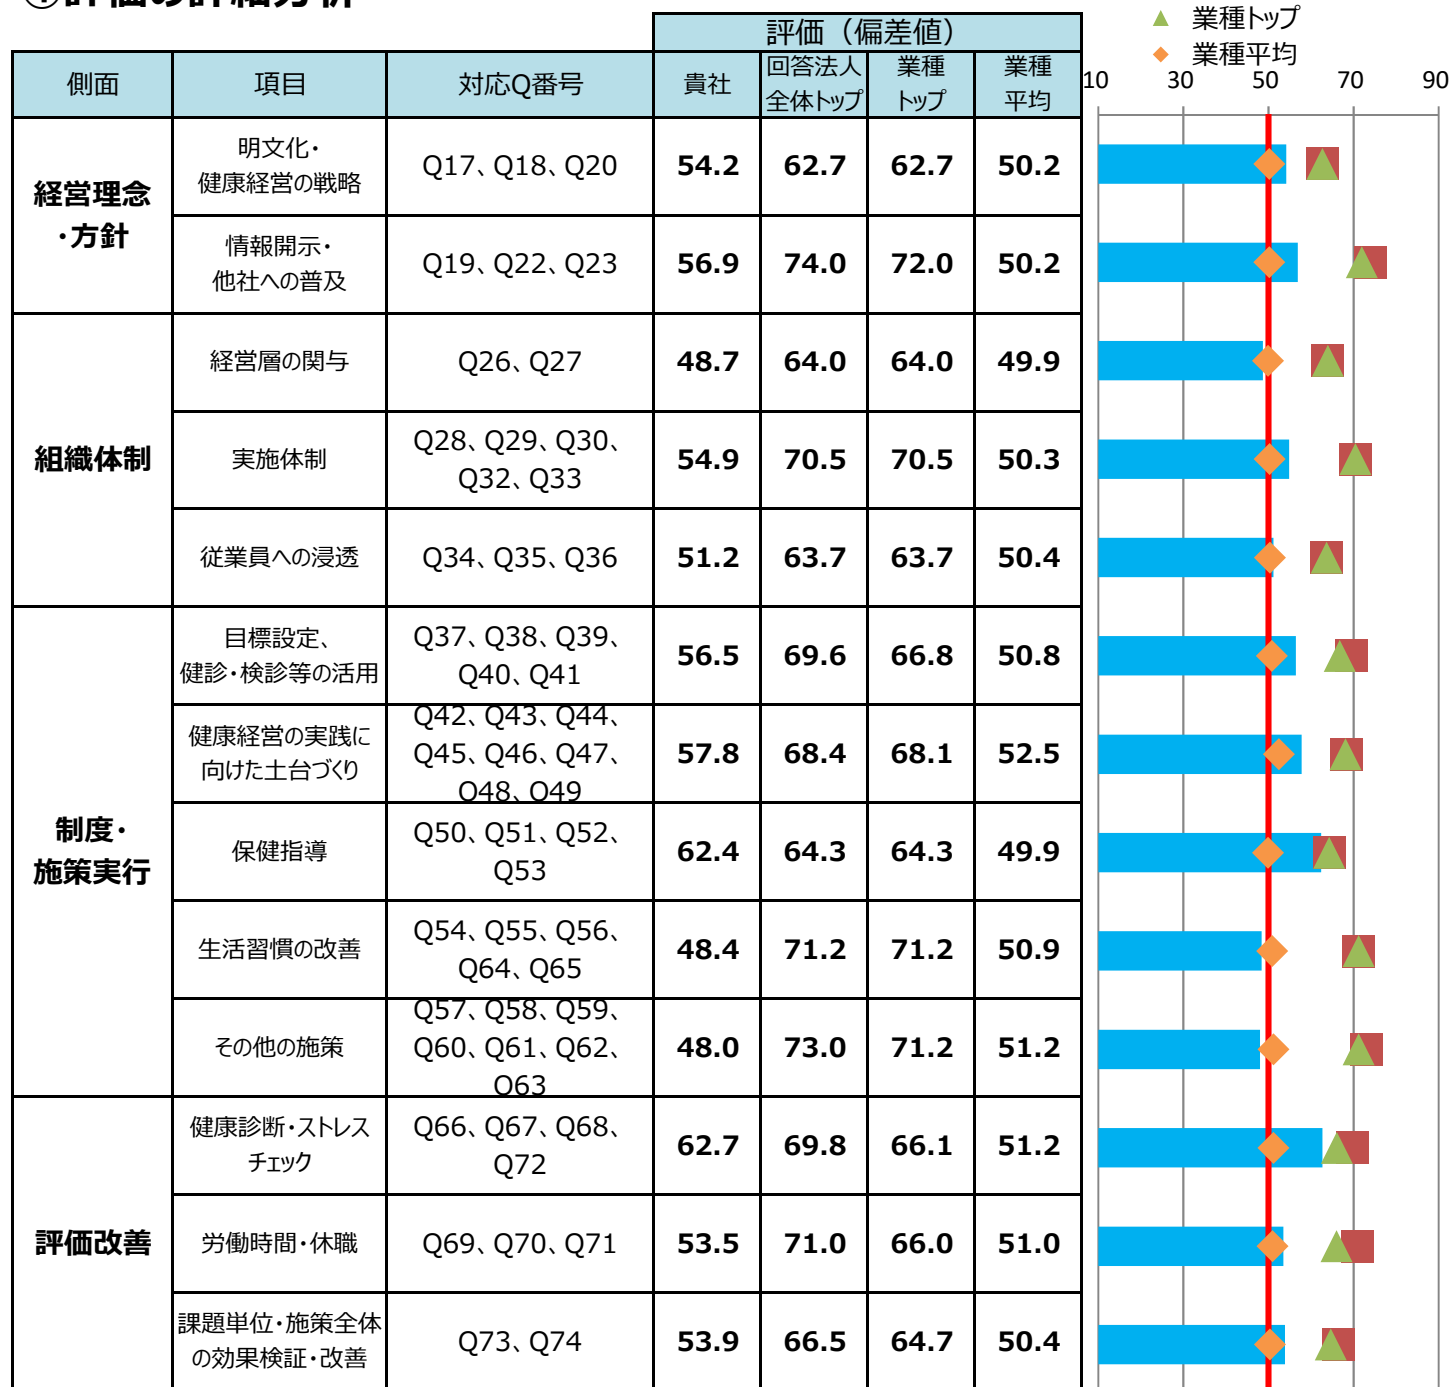 ①評価の詳細分析
▲ 業種トップ
◆ 業種平均
評価（偏差値）
側面 項目 対応Q番号 貴社 回答法人全体トップ 業種トップ 業種平均
10 30 50 70 90
経営理念・方針
明文化・
健康経営の戦略
Q17、Q18、Q20
54.2 62.7 62.7 50.2
情報開示・
他社への普及
Q19、Q22、Q23
56.9 74.0 72.0 50.2
組織体制
経営層の関与
Q26、Q27
48.7 64.0 64.0 49.9
実施体制
Q28、Q29、Q30、
Q32、Q33
54.9 70.5 70.5 50.3
従業員への浸透
Q34、Q35、Q36
51.2 63.7 63.7 50.4
制度・
施策実行
目標設定、
健診・検診等の活用
Q37、Q38、Q39、
Q40、Q41
56.5 69.6 66.8 50.8
健康経営の実践に
向けた土台づくり
Q42、Q43、Q44、
Q45、Q46、Q47、
Q48、Q49
57.8 68.4 68.1 52.5
保健指導
Q50、Q51、Q52、
Q53
62.4 64.3 64.3 49.9
生活習慣の改善
Q54、Q55、Q56、
Q64、Q65
48.4 71.2 71.2 50.9
その他の施策
Q57、Q58、Q59、
Q60、Q61、Q62、
Q63
48.0 73.0 71.2 51.2
評価改善
健康診断・ストレス
チェック
Q66、Q67、Q68、
Q72
62.7 69.8 66.1 51.2
労働時間・休職
Q69、Q70、Q71
53.5 71.0 66.0 51.0
課題単位・施策全体
の効果検証・改善
Q73、Q74
53.9 66.5 64.7 50.4